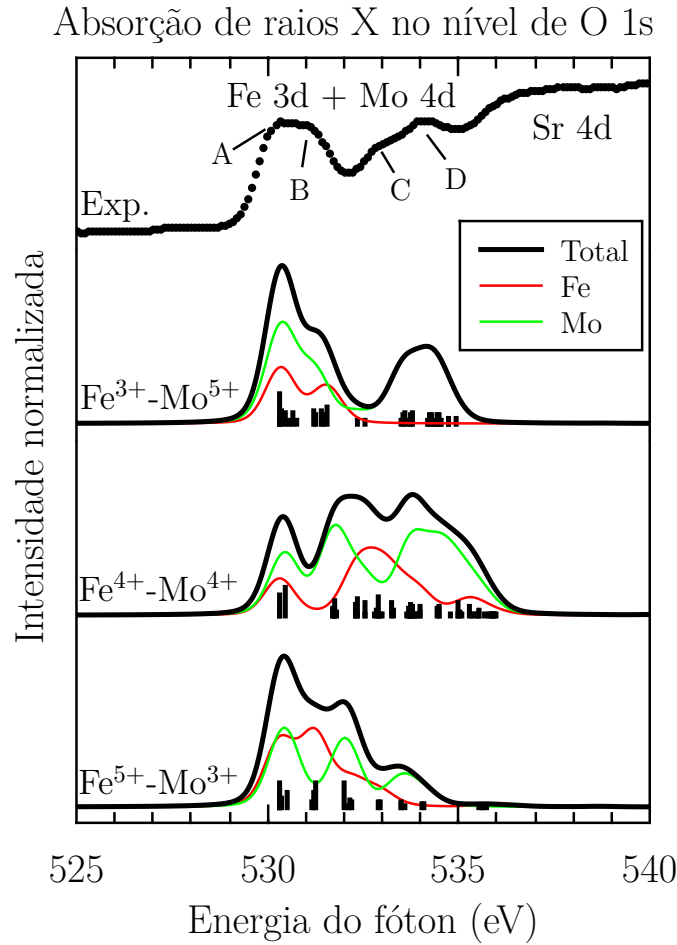 Absorção de raios X no nível de O 1s
Fe 3d + Mo 4d
Sr 4d
A
B
C
D
Exp.
Total
Fe
Mo
Fe³⁺-Mo⁵⁺
Fe⁴⁺-Mo⁴⁺
Fe⁵⁺-Mo³⁺
Intensidade normalizada
525 530 535 540
Energia do fóton (eV)